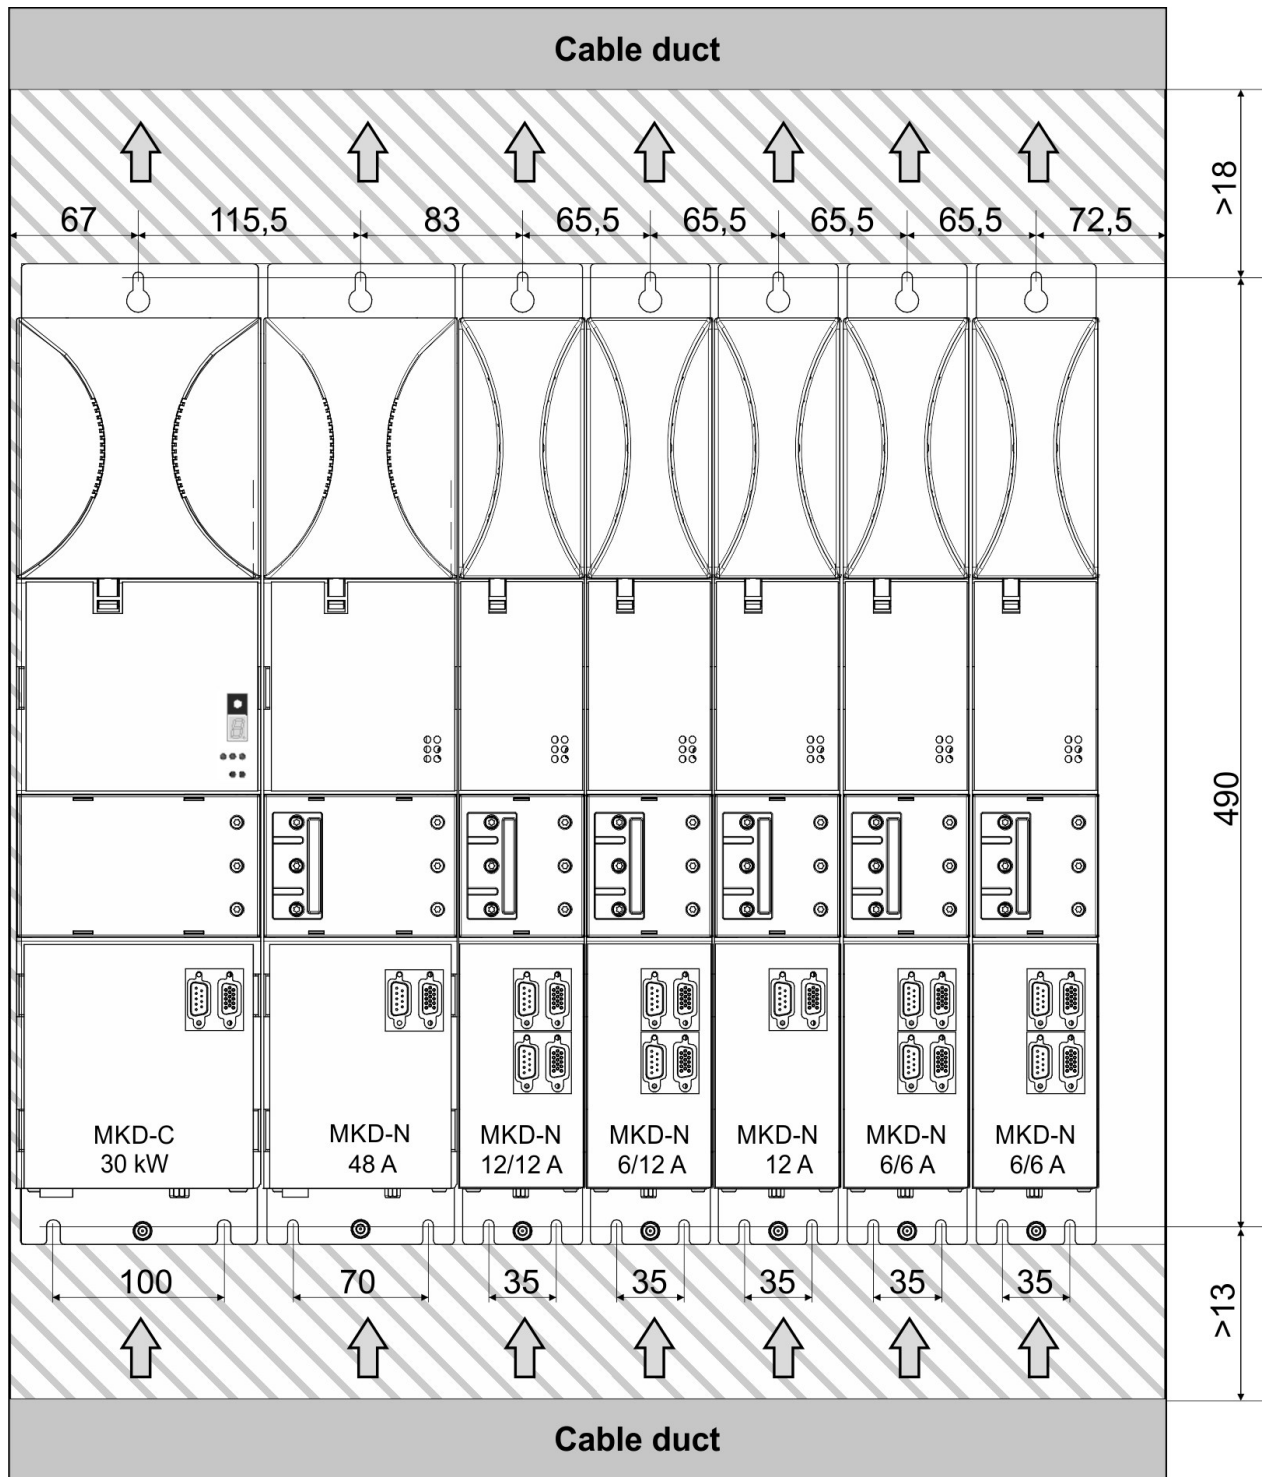 Cable duct
>18
67 115,5 83 65,5 65,5 65,5 65,5 72,5
490
8.
MKD-C
30 kW
MKD-N
48 A
MKD-N
12/12 A
MKD-N
6/12 A
MKD-N
12 A
MKD-N
6/6 A
MKD-N
6/6 A
100 70 35 35 35 35 35
>13
Cable duct